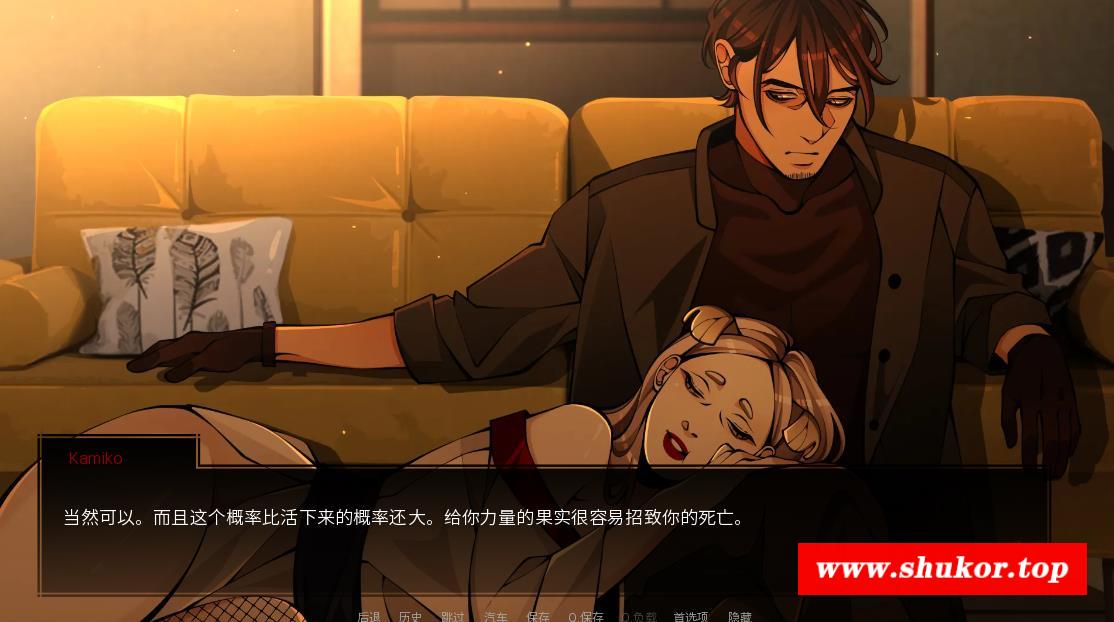 Kamiko
当然可以。而且这个概率比活下来的概率还大。给你力量的果实很容易招致你的死亡。
www.shukor.top
后退 历史 跳过 汽车 保存 Q.保存 Q.负载 首选项 隐藏